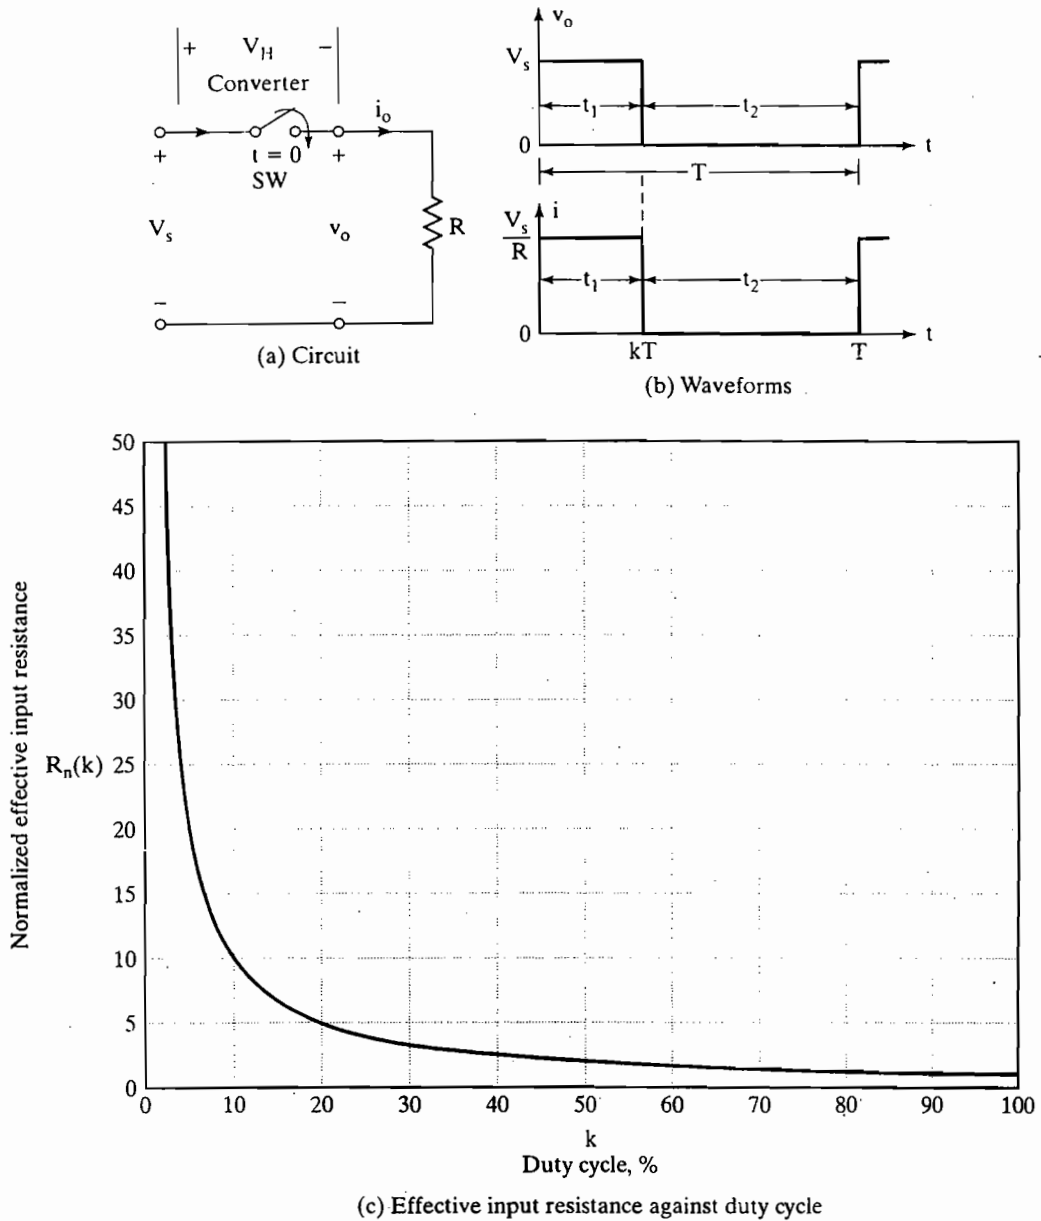 + V_H −
Converter
i_o
+ t = 0 +
SW
V_s v_o R
− −
(a) Circuit
v_o
V_s
t_1 t_2
0 t
T
V_s/R i
t_1 t_2
0 t
kT T
(b) Waveforms
Normalized effective input resistance
R_n(k)
50
45
40
35
30
25
20
15
10
5
0
0 10 20 30 40 50 60 70 80 90 100
k
Duty cycle, %
(c) Effective input resistance against duty cycle